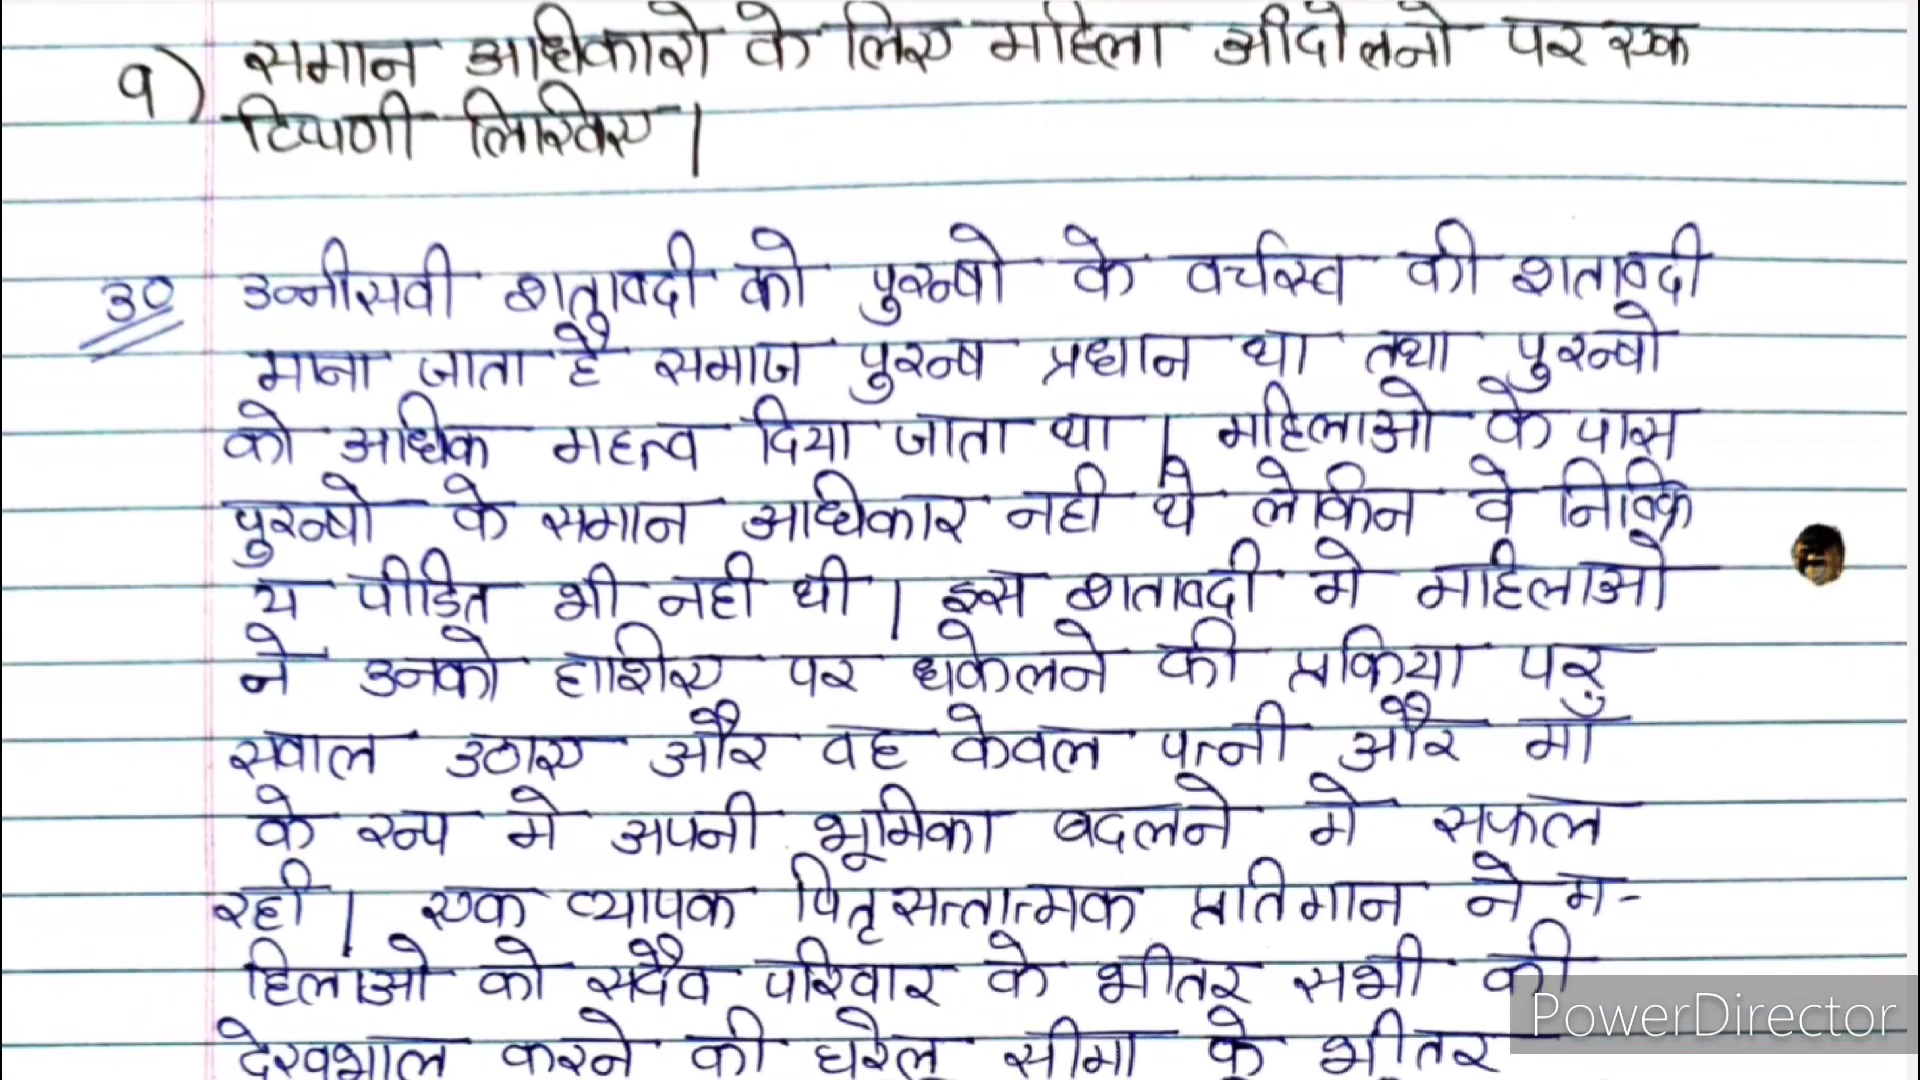 9) समान अधिकारो के लिए महिला आंदोलनो पर एक
टिप्पणी लिखिए।
उ० उन्नीसवी शताब्दी को पुरुषो के वर्चस्व की शताब्दी
माना जाता है समाज पुरुष प्रधान था तथा पुरुषो
को अधिक महत्व दिया जाता था। महिलाओ के पास
पुरुषो के समान अधिकार नही थे लेकिन वे निष्क्रि
य पीडित भी नही थी। इस शताब्दी मे महिलाओ
ने उनको हाशिए पर धकेलने की प्रक्रिया पर
सवाल उठाए और वह केवल पत्नी और माँ
के रूप मे अपनी भूमिका बदलने मे सफल
रही। एक व्यापक पितृसत्तात्मक प्रतिमान ने म-
हिलाओ को सदैव परिवार के भीतर सभी की
देखभाल करने की घरेलू सीमा के भीतर
PowerDirector